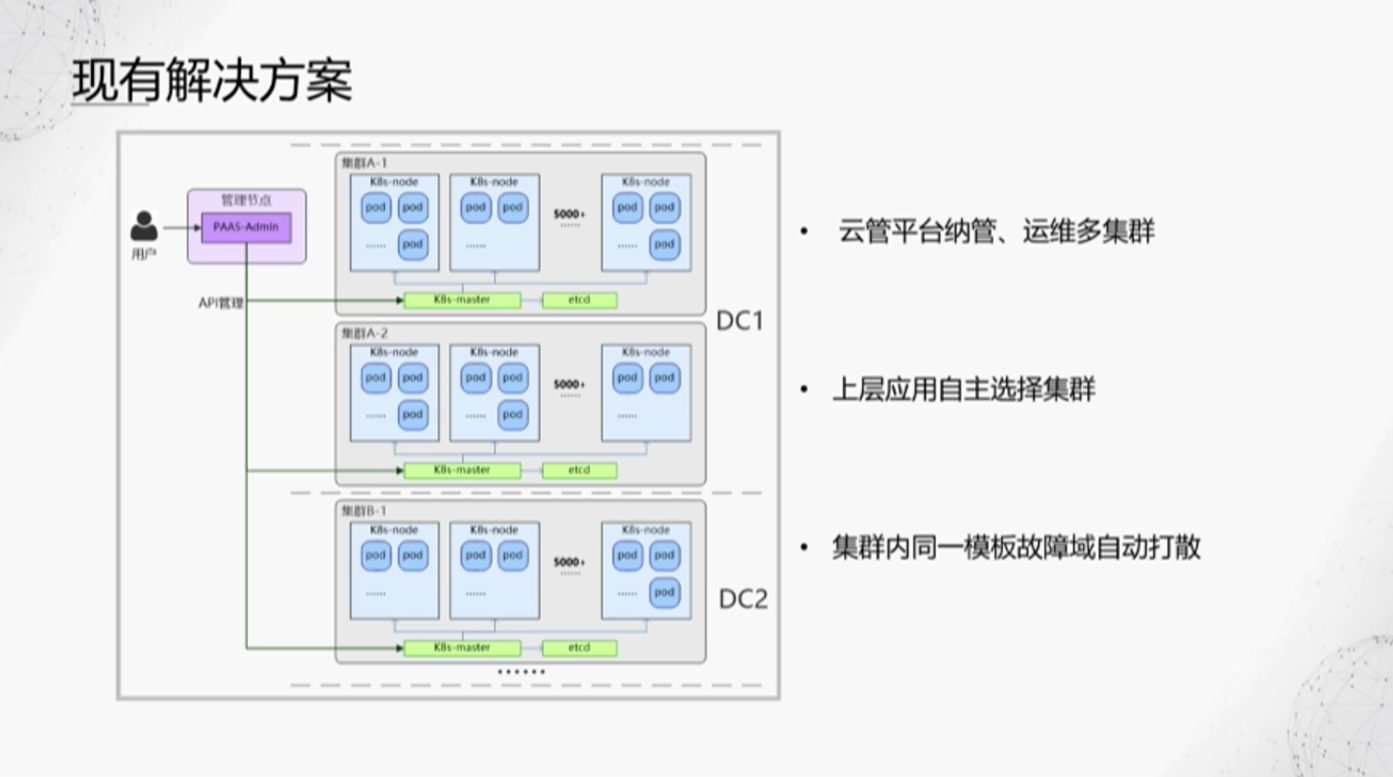 现有解决方案
用户
管理节点
PAAS-Admin
API管理
集群A-1
K8s-node K8s-node K8s-node
pod pod pod pod 5000+ pod pod
...... pod ...... ...... ...... pod
K8s-master etcd
DC1
集群A-2
K8s-node K8s-node K8s-node
pod pod pod pod 5000+ pod pod
...... pod ...... pod ...... ......
K8s-master etcd
集群B-1
K8s-node K8s-node K8s-node
pod pod pod pod 5000+ pod pod
...... ...... ...... ...... pod
K8s-master etcd
DC2
......
• 云管平台纳管、运维多集群
• 上层应用自主选择集群
• 集群内同一模板故障域自动打散